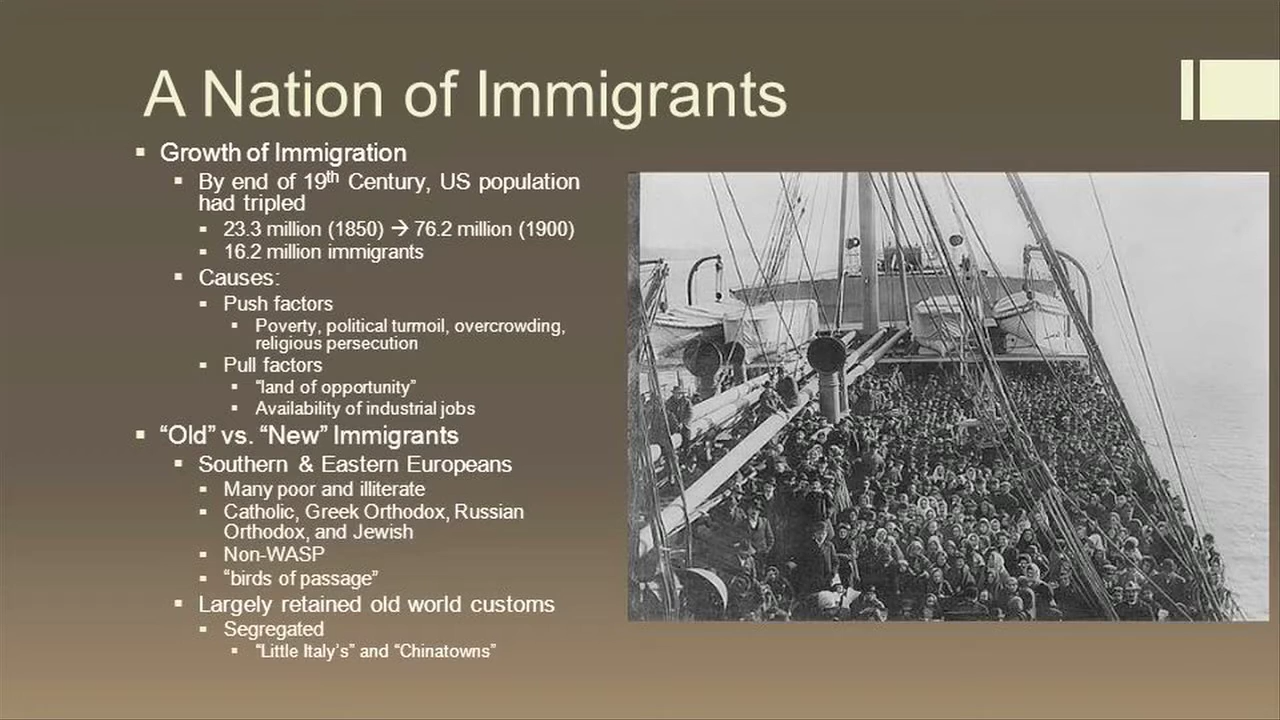 A Nation of Immigrants
▪ Growth of Immigration
▪ By end of 19th Century, US population
had tripled
▪ 23.3 million (1850) → 76.2 million (1900)
▪ 16.2 million immigrants
▪ Causes:
▪ Push factors
▪ Poverty, political turmoil, overcrowding,
religious persecution
▪ Pull factors
▪ “land of opportunity”
▪ Availability of industrial jobs
▪ “Old” vs. “New” Immigrants
▪ Southern & Eastern Europeans
▪ Many poor and illiterate
▪ Catholic, Greek Orthodox, Russian
Orthodox, and Jewish
▪ Non-WASP
▪ “birds of passage”
▪ Largely retained old world customs
▪ Segregated
▪ “Little Italy’s” and “Chinatowns”